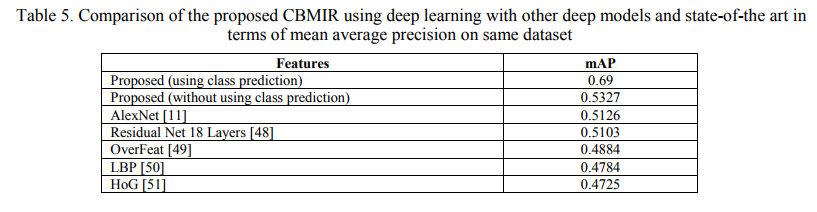 Table 5. Comparison of the proposed CBMIR using deep learning with other deep models and state-of-the art in
terms of mean average precision on same dataset
Features mAP
Proposed (using class prediction) 0.69
Proposed (without using class prediction) 0.5327
AlexNet [11] 0.5126
Residual Net 18 Layers [48] 0.5103
OverFeat [49] 0.4884
LBP [50] 0.4784
HoG [51] 0.4725